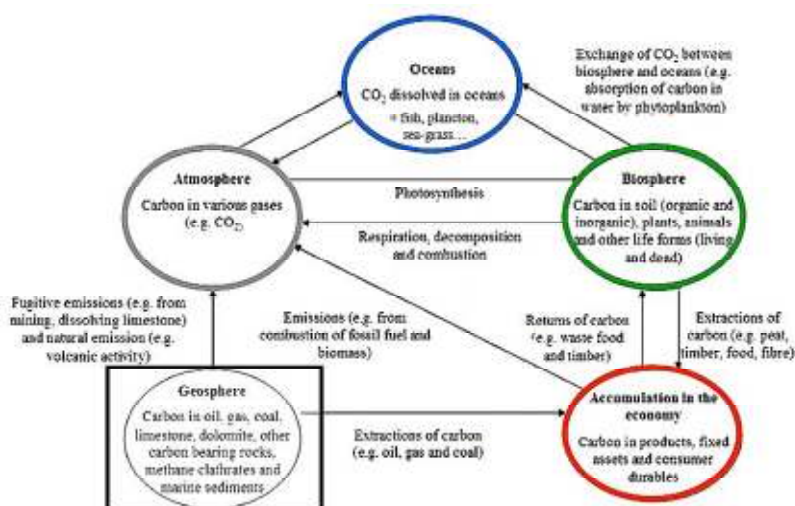 Oceans
CO2 dissolved in oceans
+ fish, plancton,
sea-grass…
Exchange of CO2 between
biosphere and oceans (e.g.
absorption of carbon in
water by phytoplankton)
Atmosphere
Carbon in various gases
(e.g. CO2)
Photosynthesis
Respiration, decomposition
and combustion
Biosphere
Carbon in soil (organic and
inorganic), plants, animals
and other life forms (living
and dead)
Fugitive emissions (e.g. from
mining, dissolving limestone)
and natural emission (e.g.
volcanic activity)
Emissions (e.g. from
combustion of fossil fuel and
biomass)
Returns of carbon
(e.g. waste food
and timber)
Extractions of
carbon (e.g. peat,
timber, food, fibre)
Geosphere
Carbon in oil, gas, coal,
limestone, dolomite, other
carbon bearing rocks,
methane clathrates and
marine sediments
Extractions of carbon
(e.g. oil, gas and coal)
Accumulation in the
economy
Carbon in products, fixed
assets and consumer
durables